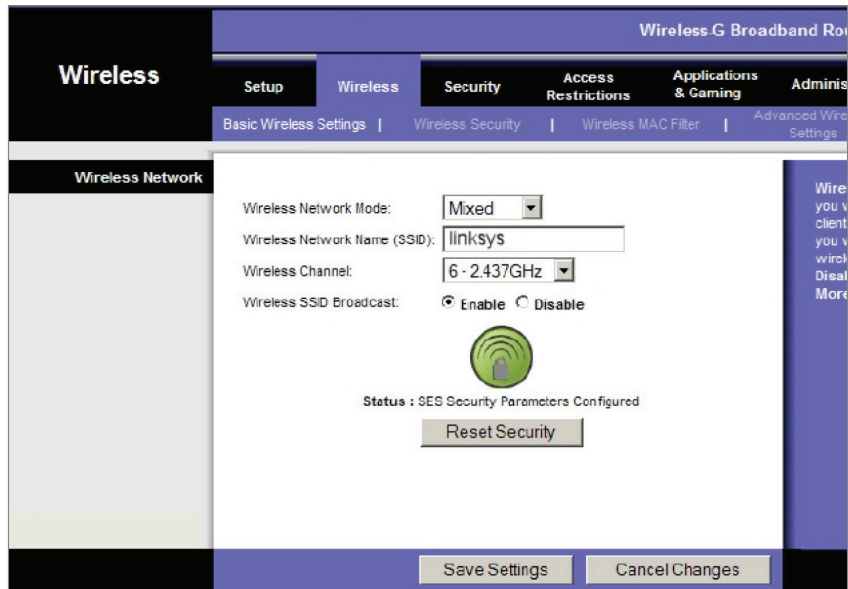 Wireless-G Broadband Rou
Wireless
Setup
Wireless
Security
Access
Restrictions
Applications
& Gaming
Adminis
Basic Wireless Settings |
Wireless Security |
Wireless MAC Filter |
Advanced Wire
Settings
Wireless Network
Wireless Network Mode: Mixed
Wireless Network Name (SSID): linksys
Wireless Channel: 6 - 2.437GHz
Wireless SSID Broadcast: Enable Disable
Status : SES Security Parameters Configured
Reset Security
Wire
you
client
you
wirel
Disal
More
Save Settings Cancel Changes